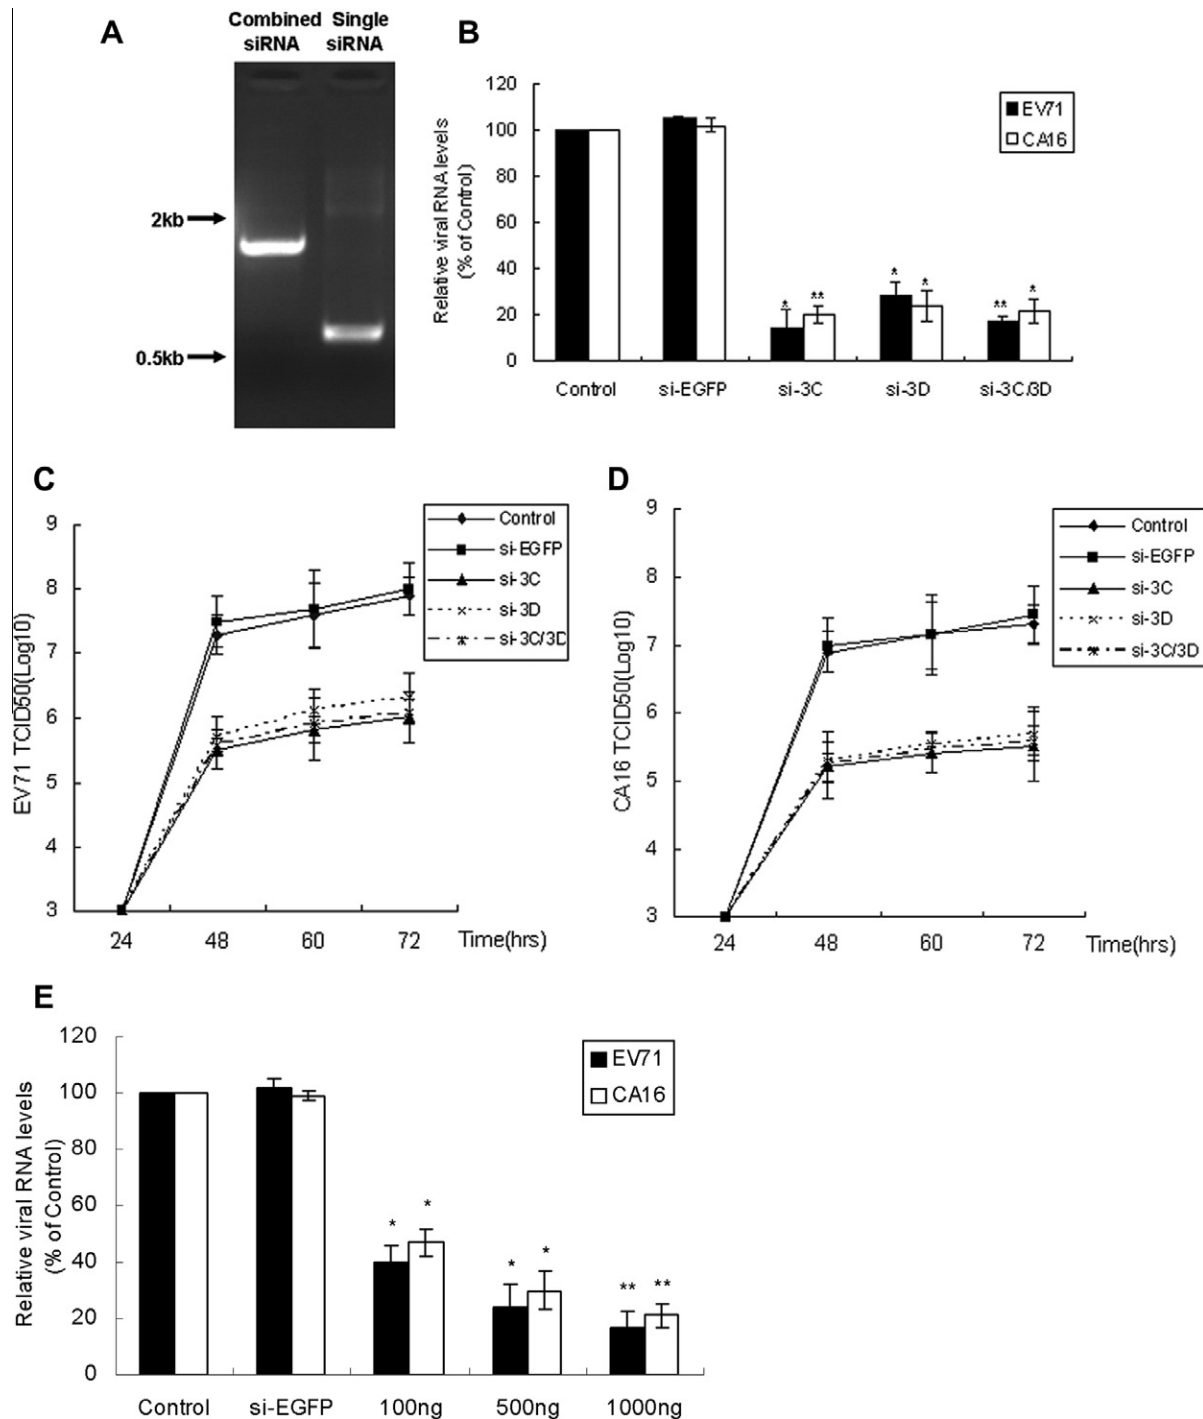 A
Combined Single
siRNA siRNA
2kb
0.5kb
B
Relative viral RNA levels
(% of Control)
120
100
80
60
40
20
0
EV71
CA16
* ** * * ** *
Control si-EGFP si-3C si-3D si-3C/3D
C
EV71 TCID50(Log10)
9
8
7
6
5
4
3
Control
si-EGFP
si-3C
si-3D
si-3C/3D
24 48 60 72 Time(hrs)
D
CA16 TCID50(Log10)
9
8
7
6
5
4
3
Control
si-EGFP
si-3C
si-3D
si-3C/3D
24 48 60 72 Time(hrs)
E
Relative viral RNA levels
(% of Control)
120
100
80
60
40
20
0
EV71
CA16
* * * * ** **
Control si-EGFP 100ng 500ng 1000ng